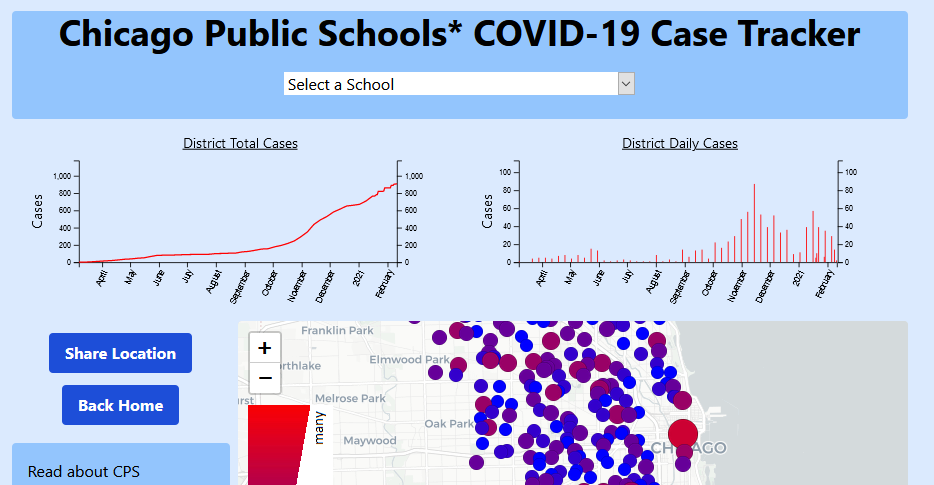 Chicago Public Schools* COVID-19 Case Tracker
Select a School
District Total Cases
Cases
1,000
800
600
400
200
0
1,000
800
600
400
200
0
April
May
June
July
August
September
October
November
December
2021
February
District Daily Cases
Cases
100
80
60
40
20
0
100
80
60
40
20
0
April
May
June
July
August
September
October
November
December
2021
February
Share Location
Back Home
Read about CPS
+
−
many
Franklin Park
Elmwood Park
Melrose Park
Oak Park
Maywood
CHICAGO